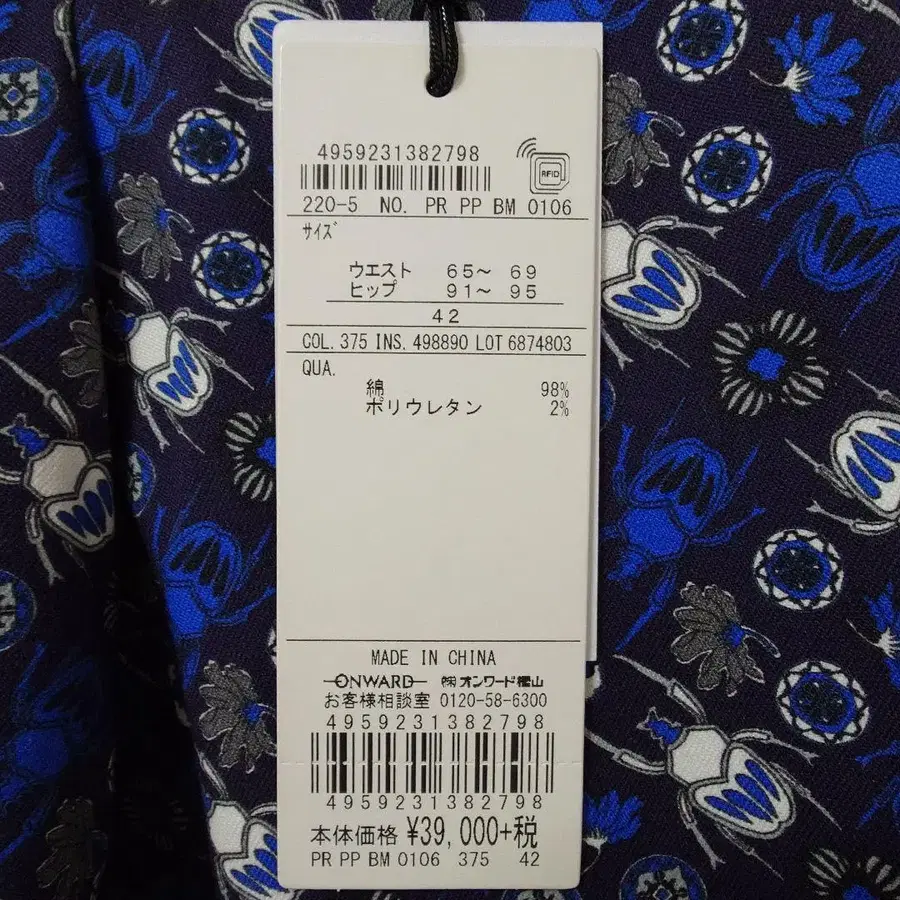 4959231382798
RFID
220-5 NO. PR PP BM 0106
サイズ
ウエスト 65～ 69
ヒップ 91～ 95
42
COL. 375 INS. 498890 LOT 6874803
QUA.
綿 98%
ポリウレタン 2%
MADE IN CHINA
ONWARD ㈱オンワード樫山
お客様相談室 0120-58-6300
4959231382798
4959231382798
本体価格 ¥39,000+税
PR PP BM 0106 375 42